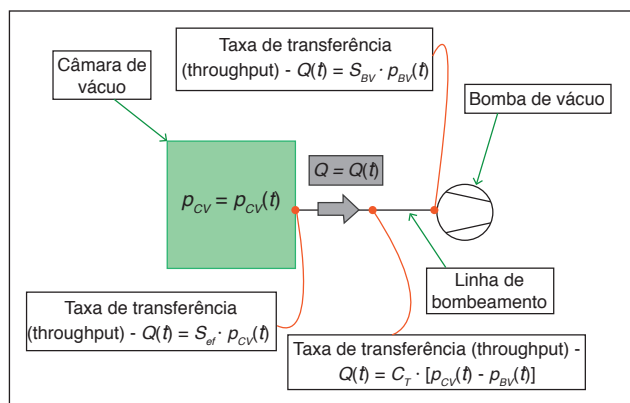 Taxa de transferência
(throughput) - Q(t) = S_BV · p_BV(t)
Câmara de
vácuo
Bomba de vácuo
Q = Q(t)
p_CV = p_CV(t)
Linha de
bombeamento
Taxa de transferência
(throughput) - Q(t) = S_ef · p_CV(t)
Taxa de transferência (throughput) -
Q(t) = C_T · [p_CV(t) - p_BV(t)]